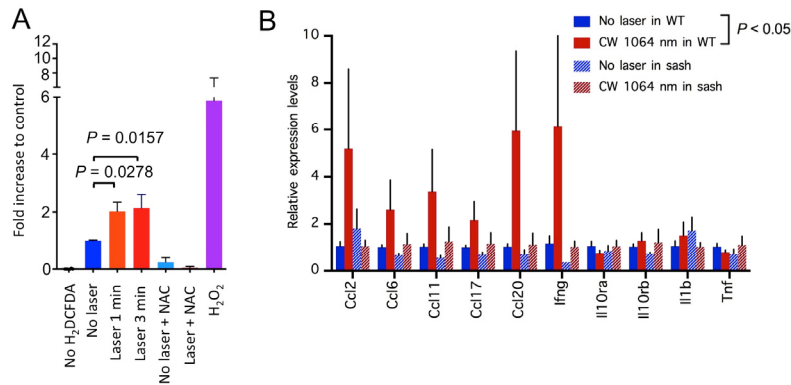 A
Fold increase to control
12
10
8
6
4
2
0
P = 0.0157
P = 0.0278
No H₂DCFDA
No laser
Laser 1 min
Laser 3 min
No laser + NAC
Laser + NAC
H₂O₂
B
Relative expression levels
10
8
6
4
2
0
No laser in WT
CW 1064 nm in WT
No laser in sash
CW 1064 nm in sash
P < 0.05
Ccl2
Ccl6
Ccl11
Ccl17
Ccl20
Ifng
Il10ra
Il10rb
Il1b
Tnf